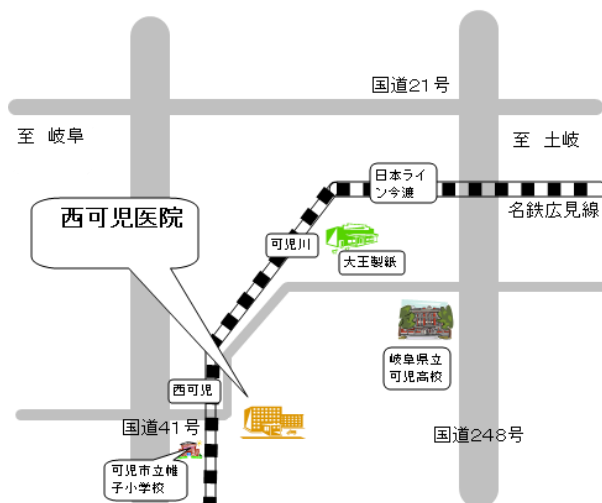 国道21号
至 岐阜
至 土岐
日本ライ
ン今渡
名鉄広見線
西可児医院
可児川
大王製紙
岐阜県立
可児高校
西可児
国道41号
国道248号
可児市立帷
子小学校